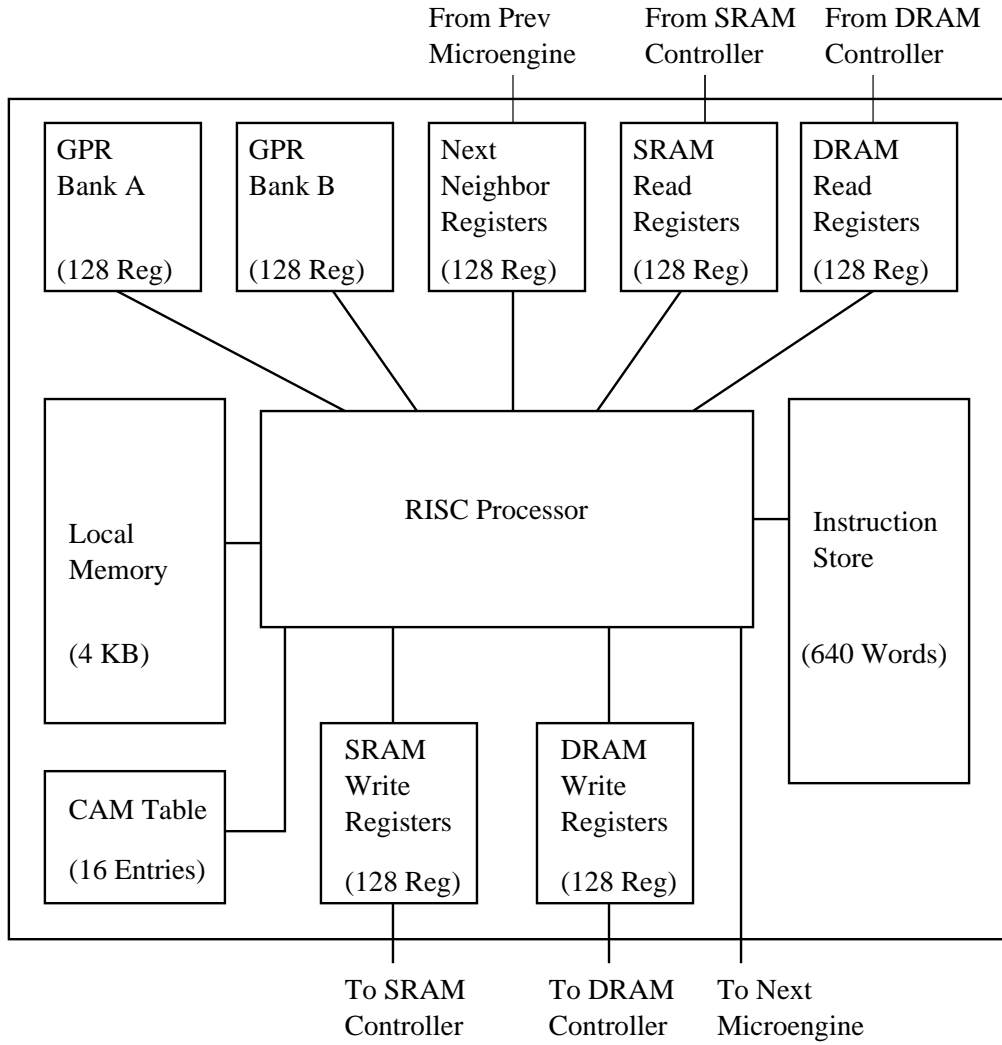 From Prev
Microengine
From SRAM
Controller
From DRAM
Controller
GPR
Bank A
(128 Reg)
GPR
Bank B
(128 Reg)
Next
Neighbor
Registers
(128 Reg)
SRAM
Read
Registers
(128 Reg)
DRAM
Read
Registers
(128 Reg)
Local
Memory
(4 KB)
RISC Processor
Instruction
Store
(640 Words)
CAM Table
(16 Entries)
SRAM
Write
Registers
(128 Reg)
DRAM
Write
Registers
(128 Reg)
To SRAM
Controller
To DRAM
Controller
To Next
Microengine